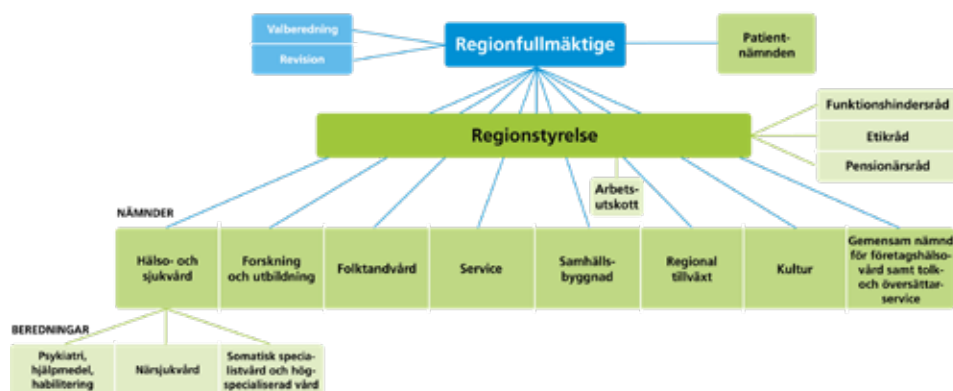 Valberedning
Revision
Regionfullmäktige
Patient-
nämnden
Regionstyrelse
Funktionshindersråd
Etikråd
Pensionärsråd
Arbets-
utskott
NÄMNDER
Hälso- och
sjukvård
Forskning
och utbildning
Folktandvård
Service
Samhälls-
byggnad
Regional
tillväxt
Kultur
Gemensam nämnd
för företagshälso-
vård samt tolk-
och översättar-
service
BEREDNINGAR
Psykiatri,
hjälpmedel,
habilitering
Närsjukvård
Somatisk specia-
listvård och hög-
specialiserad vård